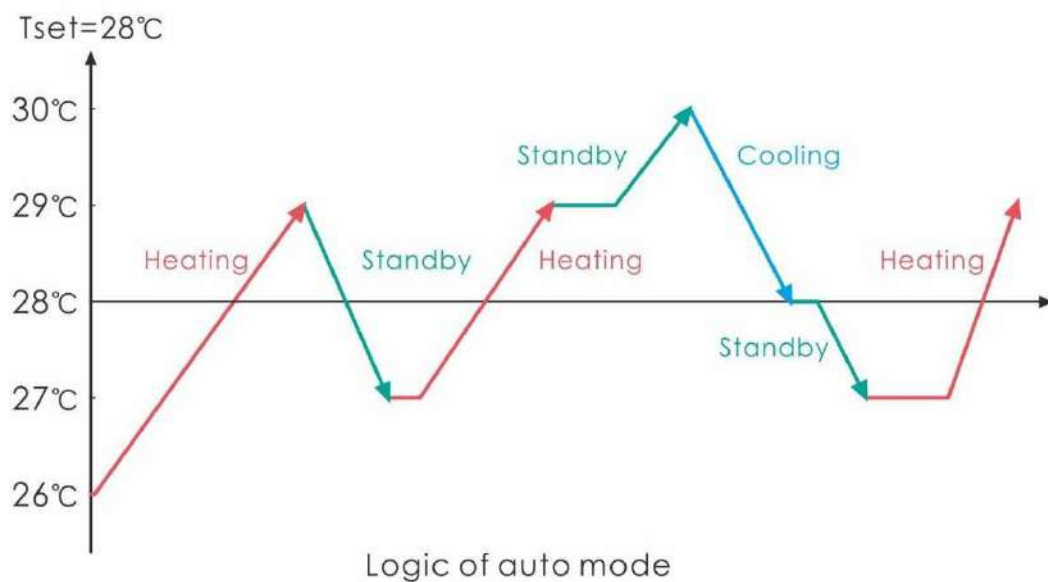 Tset=28℃
30℃
Standby
Cooling
29℃
Heating
Standby
Heating
Heating
28℃
Standby
27℃
26℃
Logic of auto mode